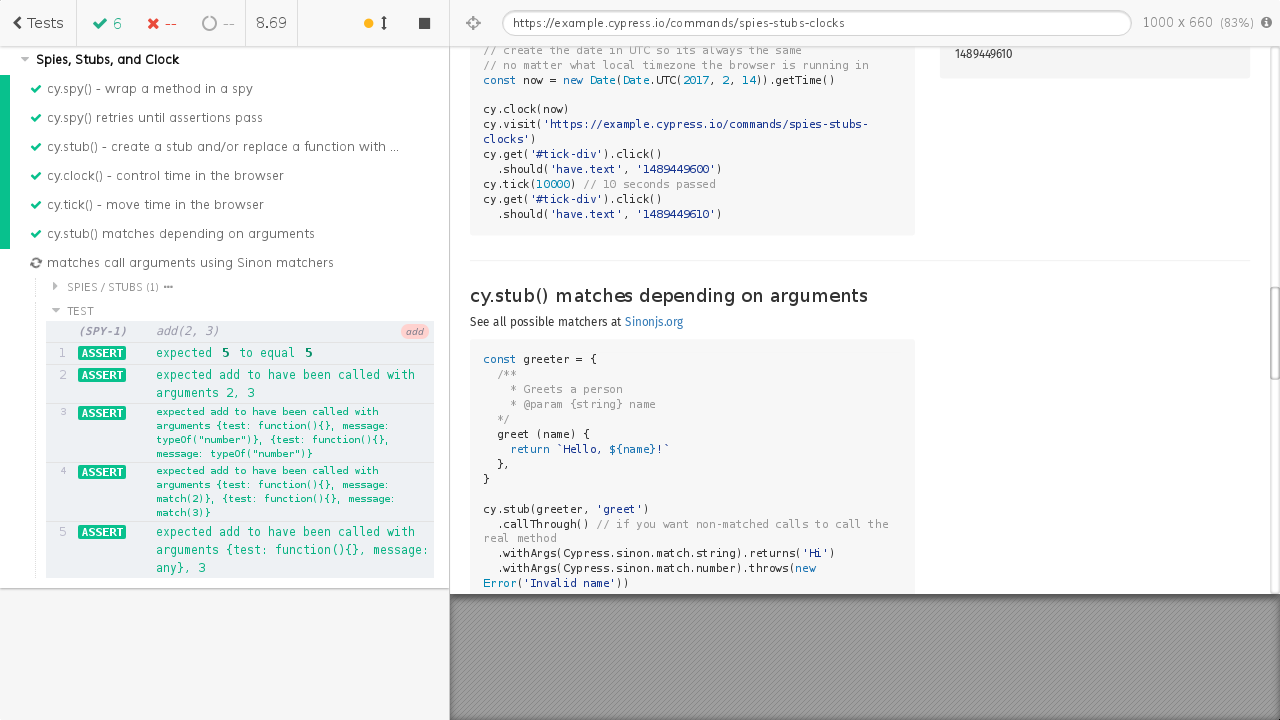 Tests
6
--
--
8.69
https://example.cypress.io/commands/spies-stubs-clocks
1000 x 660 (83%)
Spies, Stubs, and Clock
cy.spy() - wrap a method in a spy
cy.spy() retries until assertions pass
cy.stub() - create a stub and/or replace a function with ...
cy.clock() - control time in the browser
cy.tick() - move time in the browser
cy.stub() matches depending on arguments
matches call arguments using Sinon matchers
SPIES / STUBS (1) •••
TEST
(SPY-1) add(2, 3) add
1 ASSERT expected 5 to equal 5
2 ASSERT expected add to have been called with
arguments 2, 3
3 ASSERT expected add to have been called with
arguments {test: function(){}, message:
typeOf("number")}, {test: function(){},
message: typeOf("number")}
4 ASSERT expected add to have been called with
arguments {test: function(){}, message:
match(2)}, {test: function(){}, message:
match(3)}
5 ASSERT expected add to have been called with
arguments {test: function(){}, message:
any}, 3
// create the date in UTC so its always the same
// no matter what local timezone the browser is running in
const now = new Date(Date.UTC(2017, 2, 14)).getTime()
cy.clock(now)
cy.visit('https://example.cypress.io/commands/spies-stubs-
clocks')
cy.get('#tick-div').click()
.should('have.text', '1489449600')
cy.tick(10000) // 10 seconds passed
cy.get('#tick-div').click()
.should('have.text', '1489449610')
1489449610
cy.stub() matches depending on arguments
See all possible matchers at Sinonjs.org
const greeter = {
/**
* Greets a person
* @param {string} name
*/
greet (name) {
return `Hello, ${name}!`
},
}
cy.stub(greeter, 'greet')
.callThrough() // if you want non-matched calls to call the
real method
.withArgs(Cypress.sinon.match.string).returns('Hi')
.withArgs(Cypress.sinon.match.number).throws(new
Error('Invalid name'))